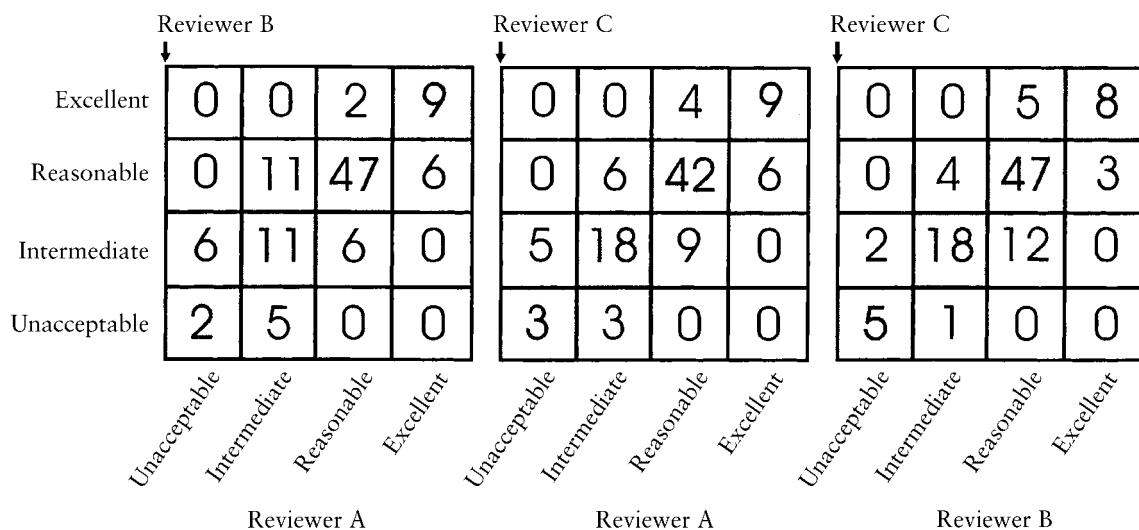 Reviewer B Reviewer C Reviewer C
Excellent 0 0 2 9 0 0 4 9 0 0 5 8
Reasonable 0 11 47 6 0 6 42 6 0 4 47 3
Intermediate 6 11 6 0 5 18 9 0 2 18 12 0
Unacceptable 2 5 0 0 3 3 0 0 5 1 0 0
Unacceptable Intermediate Reasonable Excellent Unacceptable Intermediate Reasonable Excellent Unacceptable Intermediate Reasonable Excellent
Reviewer A Reviewer A Reviewer B